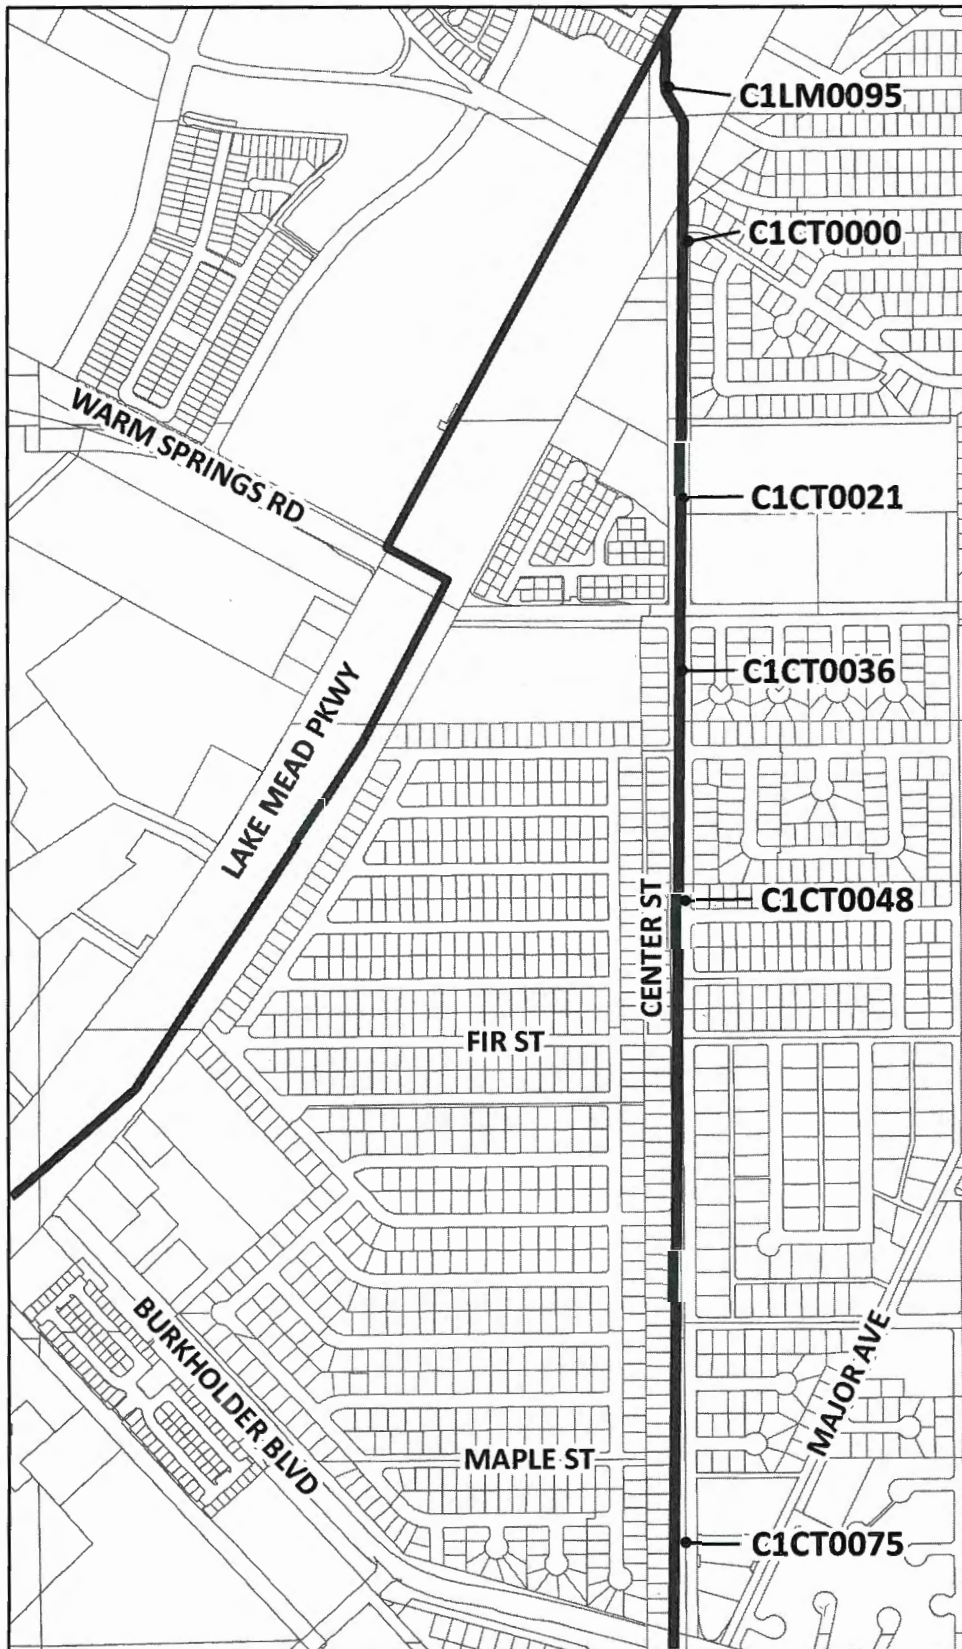 C1LM0095
C1CT0000
WARM SPRINGS RD
C1CT0021
C1CT0036
LAKE MEAD PKWY
C1CT0048
CENTER ST
FIR ST
BURKHOLDER BLVD
MAJOR AVE
MAPLE ST
C1CT0075